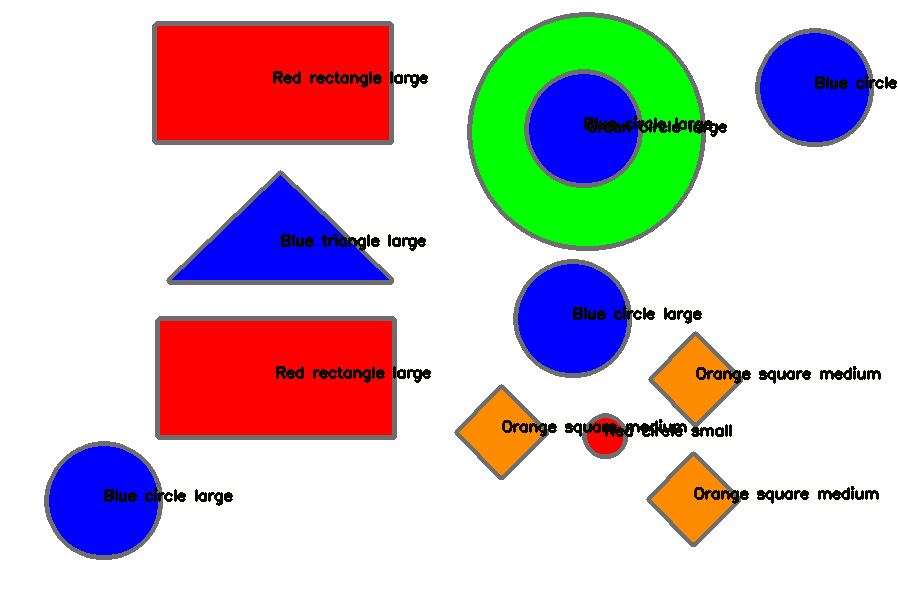 Red rectangle large
Blue circle
Blue circle large
Green circle large
Blue triangle large
Blue circle large
Red rectangle large
Orange square medium
Orange square medium
Red circle small
Blue circle large
Orange square medium